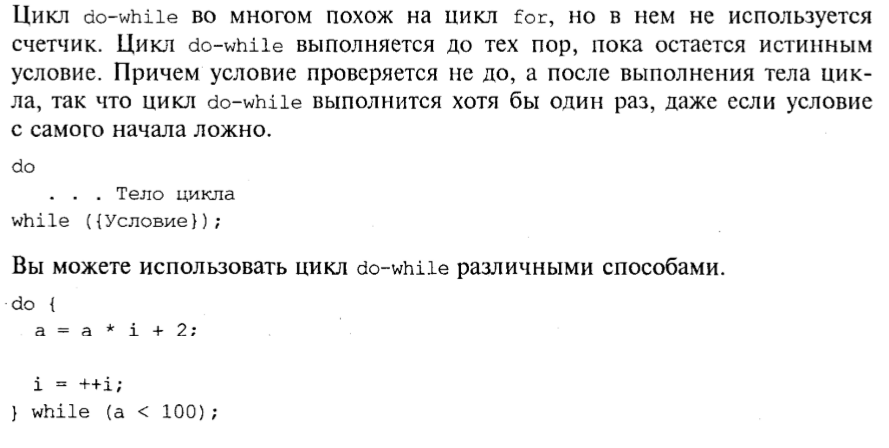 Цикл do-while во многом похож на цикл for, но в нем не используется
счетчик. Цикл do-while выполняется до тех пор, пока остается истинным
условие. Причем условие проверяется не до, а после выполнения тела цик-
ла, так что цикл do-while выполнится хотя бы один раз, даже если условие
с самого начала ложно.
do
. . . Тело цикла
while ({Условие});
Вы можете использовать цикл do-while различными способами.
do {
a = a * i + 2;
i = ++i;
} while (a < 100);